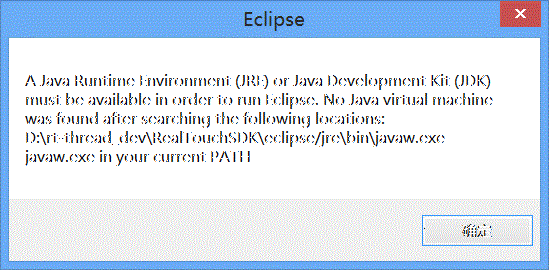 Eclipse
A Java Runtime Environment (JRE) or Java Development Kit (JDK)
must be available in order to run Eclipse. No Java virtual machine
was found after searching the following locations:
D:\rt-thread_dev\RealTouchSDK\eclipse/jre\bin\javaw.exe
javaw.exe in your current PATH
确定